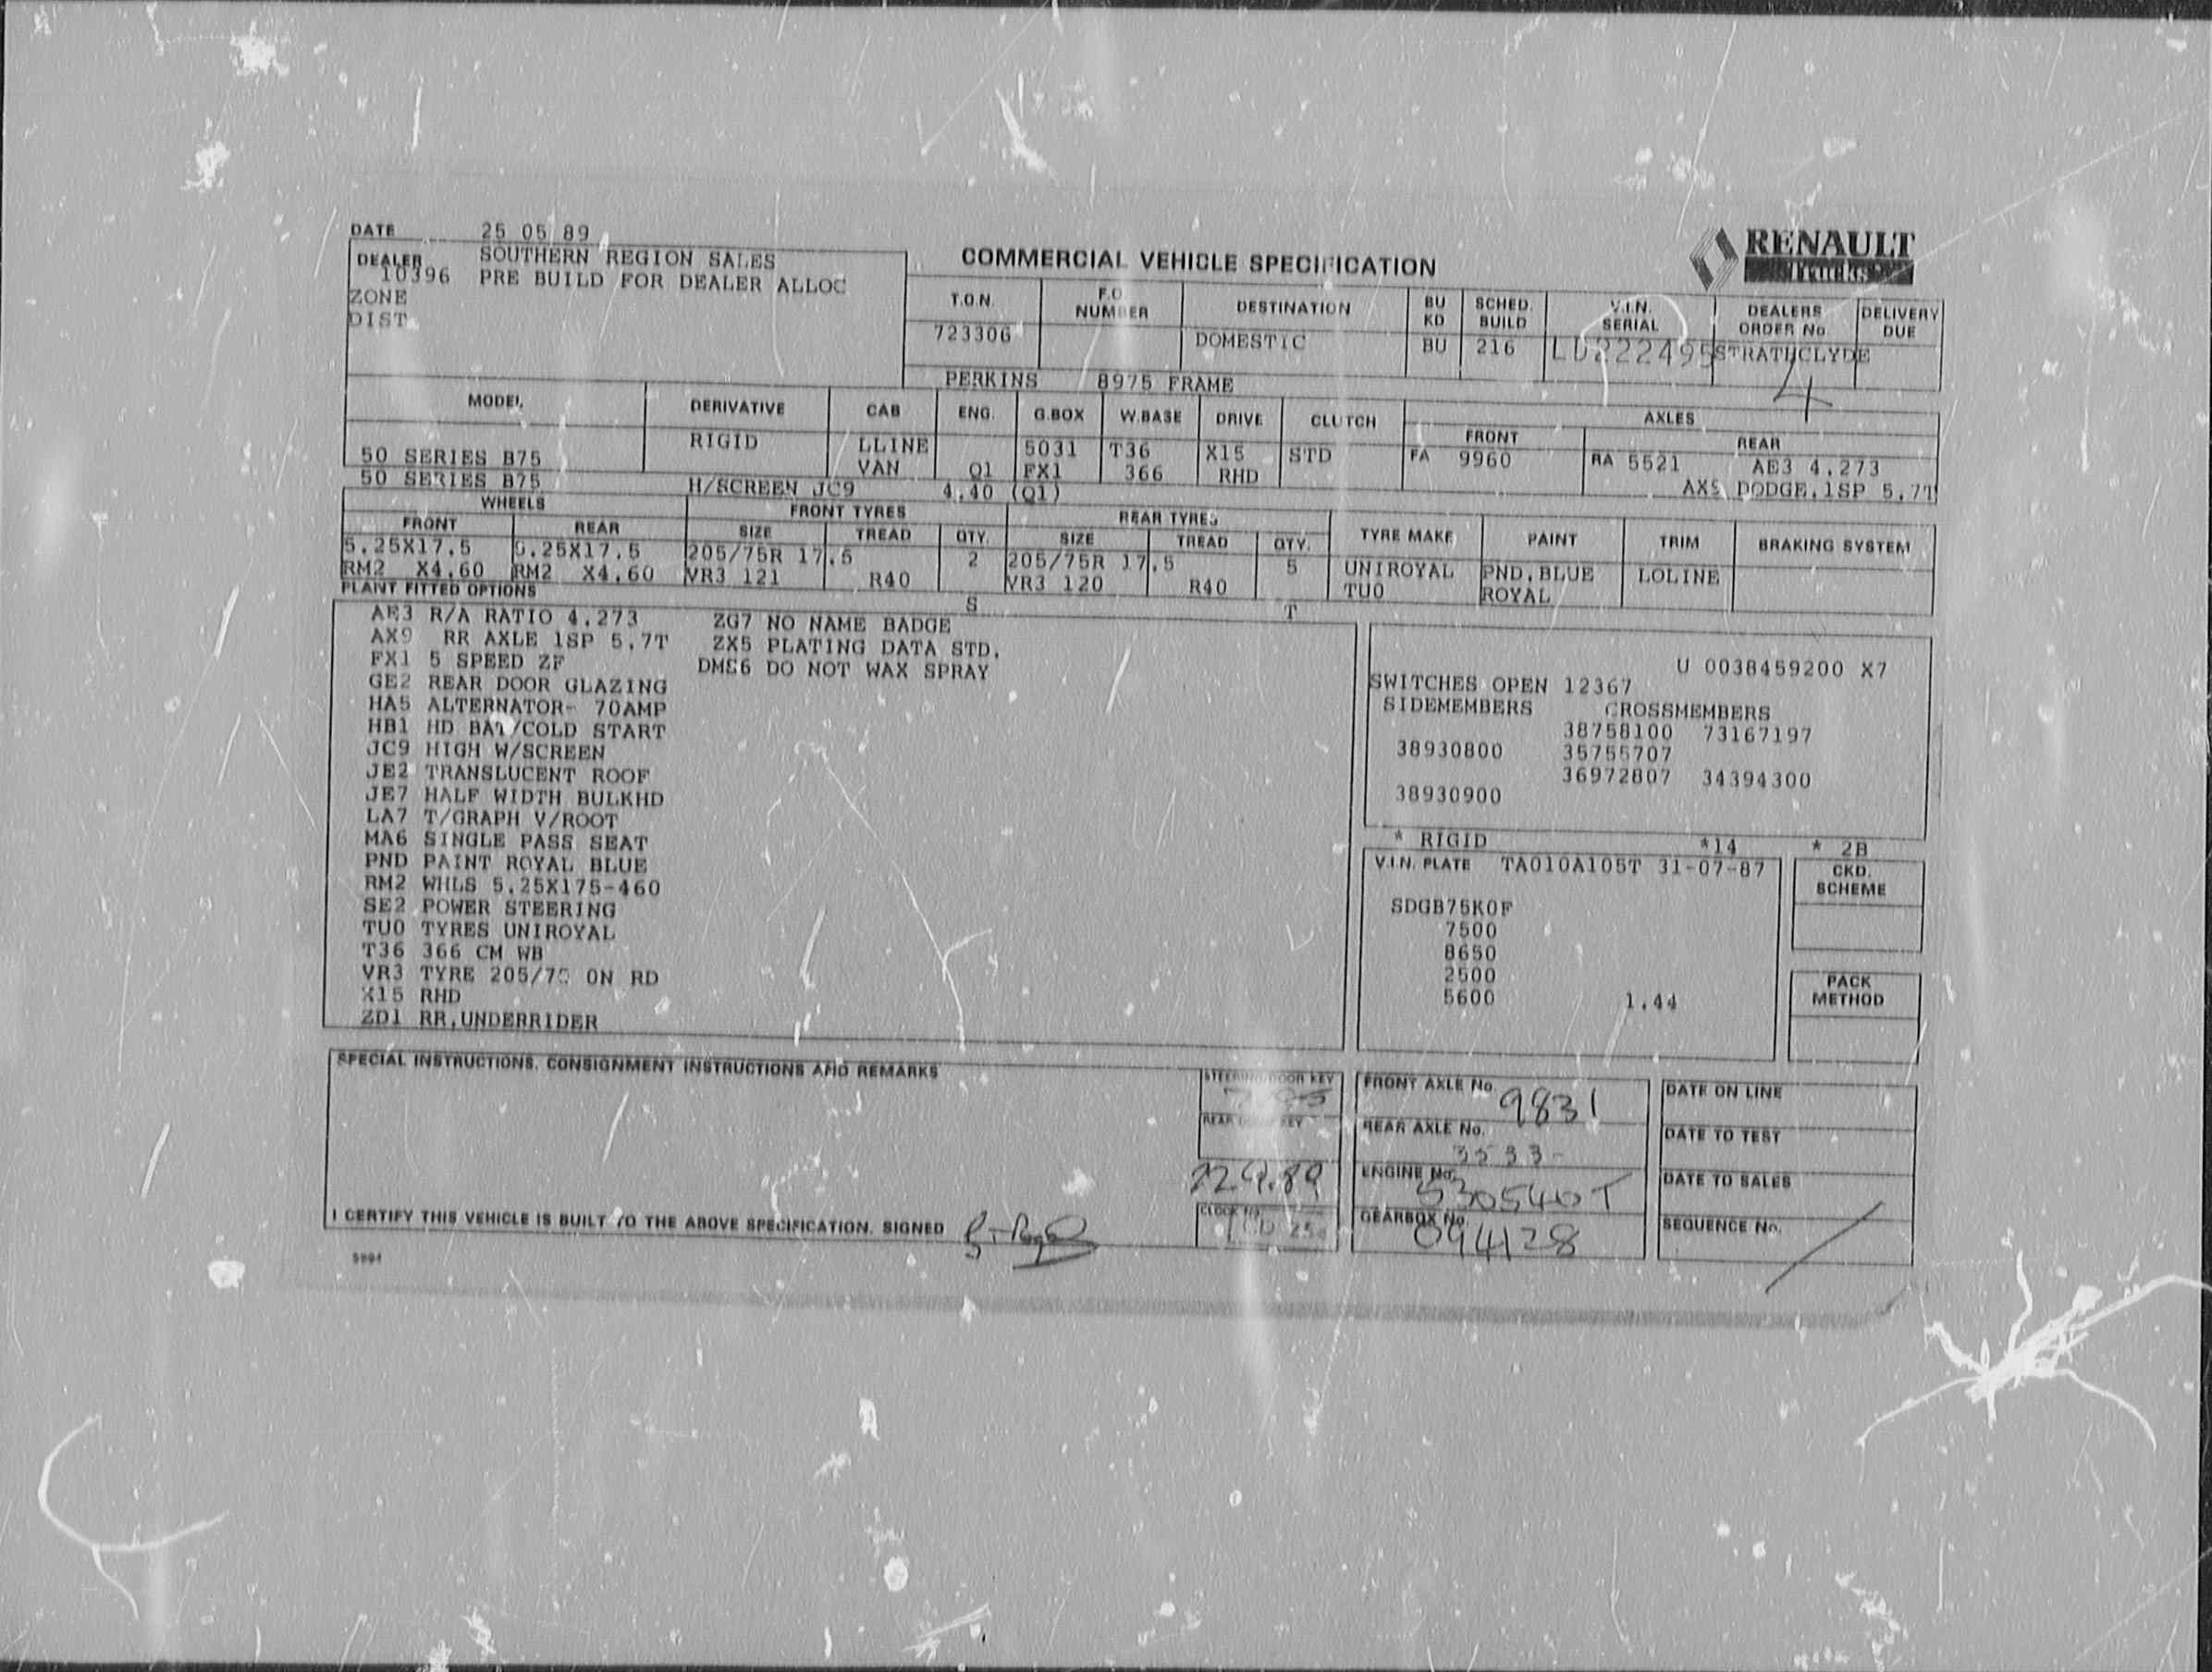 DATE 25 05 89
DEALER SOUTHERN REGION SALES
10396 PRE BUILD FOR DEALER ALLOC
ZONE
DIST
COMMERCIAL VEHICLE SPECIFICATION
RENAULT
Trucks
T.O.N. F.O. NUMBER DESTINATION BU KD SCHED. BUILD V.I.N. SERIAL DEALERS ORDER No. DELIVERY DUE
723306 DOMESTIC BU 216 LD222495 STRATHCLYDE
4
PERKINS 8975 FRAME
MODEL DERIVATIVE CAB ENG. G.BOX W.BASE DRIVE CLUTCH AXLES
FRONT REAR
RIGID LLINE 5031 T36 X15 STD FA 9960 RA 5521 AE3 4.273
50 SERIES B75 VAN Q1 FX1 366 RHD
50 SERIES B75 H/SCREEN JC9 4.40 (Q1) DODGE.1SP 5.7T
WHEELS FRONT TYRES REAR TYRES
FRONT REAR SIZE TREAD QTY. SIZE TREAD QTY. TYRE MAKE PAINT TRIM BRAKING SYSTEM
5.25X17.5 5.25X17.5 205/75R 17.5 2 205/75R 17.5 5 UNIROYAL PND.BLUE LOLINE
RM2 X4.60 RM2 X4.60 VR3 121 R40 VR3 120 R40 TU0 ROYAL
PLANT FITTED OPTIONS S T
AE3 R/A RATIO 4.273 ZG7 NO NAME BADGE
AX9 RR AXLE 1SP 5.7T ZX5 PLATING DATA STD.
FX1 5 SPEED ZF DMS6 DO NOT WAX SPRAY
GE2 REAR DOOR GLAZING
HA5 ALTERNATOR- 70AMP
HB1 HD BAT/COLD START
JC9 HIGH W/SCREEN
JE2 TRANSLUCENT ROOF
JE7 HALF WIDTH BULKHD
LA7 T/GRAPH V/ROOT
MA6 SINGLE PASS SEAT
PND PAINT ROYAL BLUE
RM2 WHLS 5.25X175-460
SE2 POWER STEERING
TU0 TYRES UNIROYAL
T36 366 CM WB
VR3 TYRE 205/75 ON RD
X15 RHD
ZD1 RR.UNDERRIDER
U 0038459200 X7
SWITCHES OPEN 12367
SIDEMEMBERS CROSSMEMBERS
38758100 73167197
38930800 35755707
36972807 34394300
38930900
* RIGID *14 * 2B
V.I.N. PLATE TA010A105T 31-07-87
CKD. SCHEME
SDGB75K0F
7500
8650
2500
5600 1.44
PACK METHOD
SPECIAL INSTRUCTIONS. CONSIGNMENT INSTRUCTIONS AND REMARKS
STEERING/DOOR KEY
REAR DOOR KEY
CLOCK No.
FRONT AXLE No. 9831
REAR AXLE No. 3533-
ENGINE No. 530540T
GEARBOX No. 094128
DATE ON LINE
DATE TO TEST
DATE TO SALES
SEQUENCE No.
I CERTIFY THIS VEHICLE IS BUILT TO THE ABOVE SPECIFICATION. SIGNED